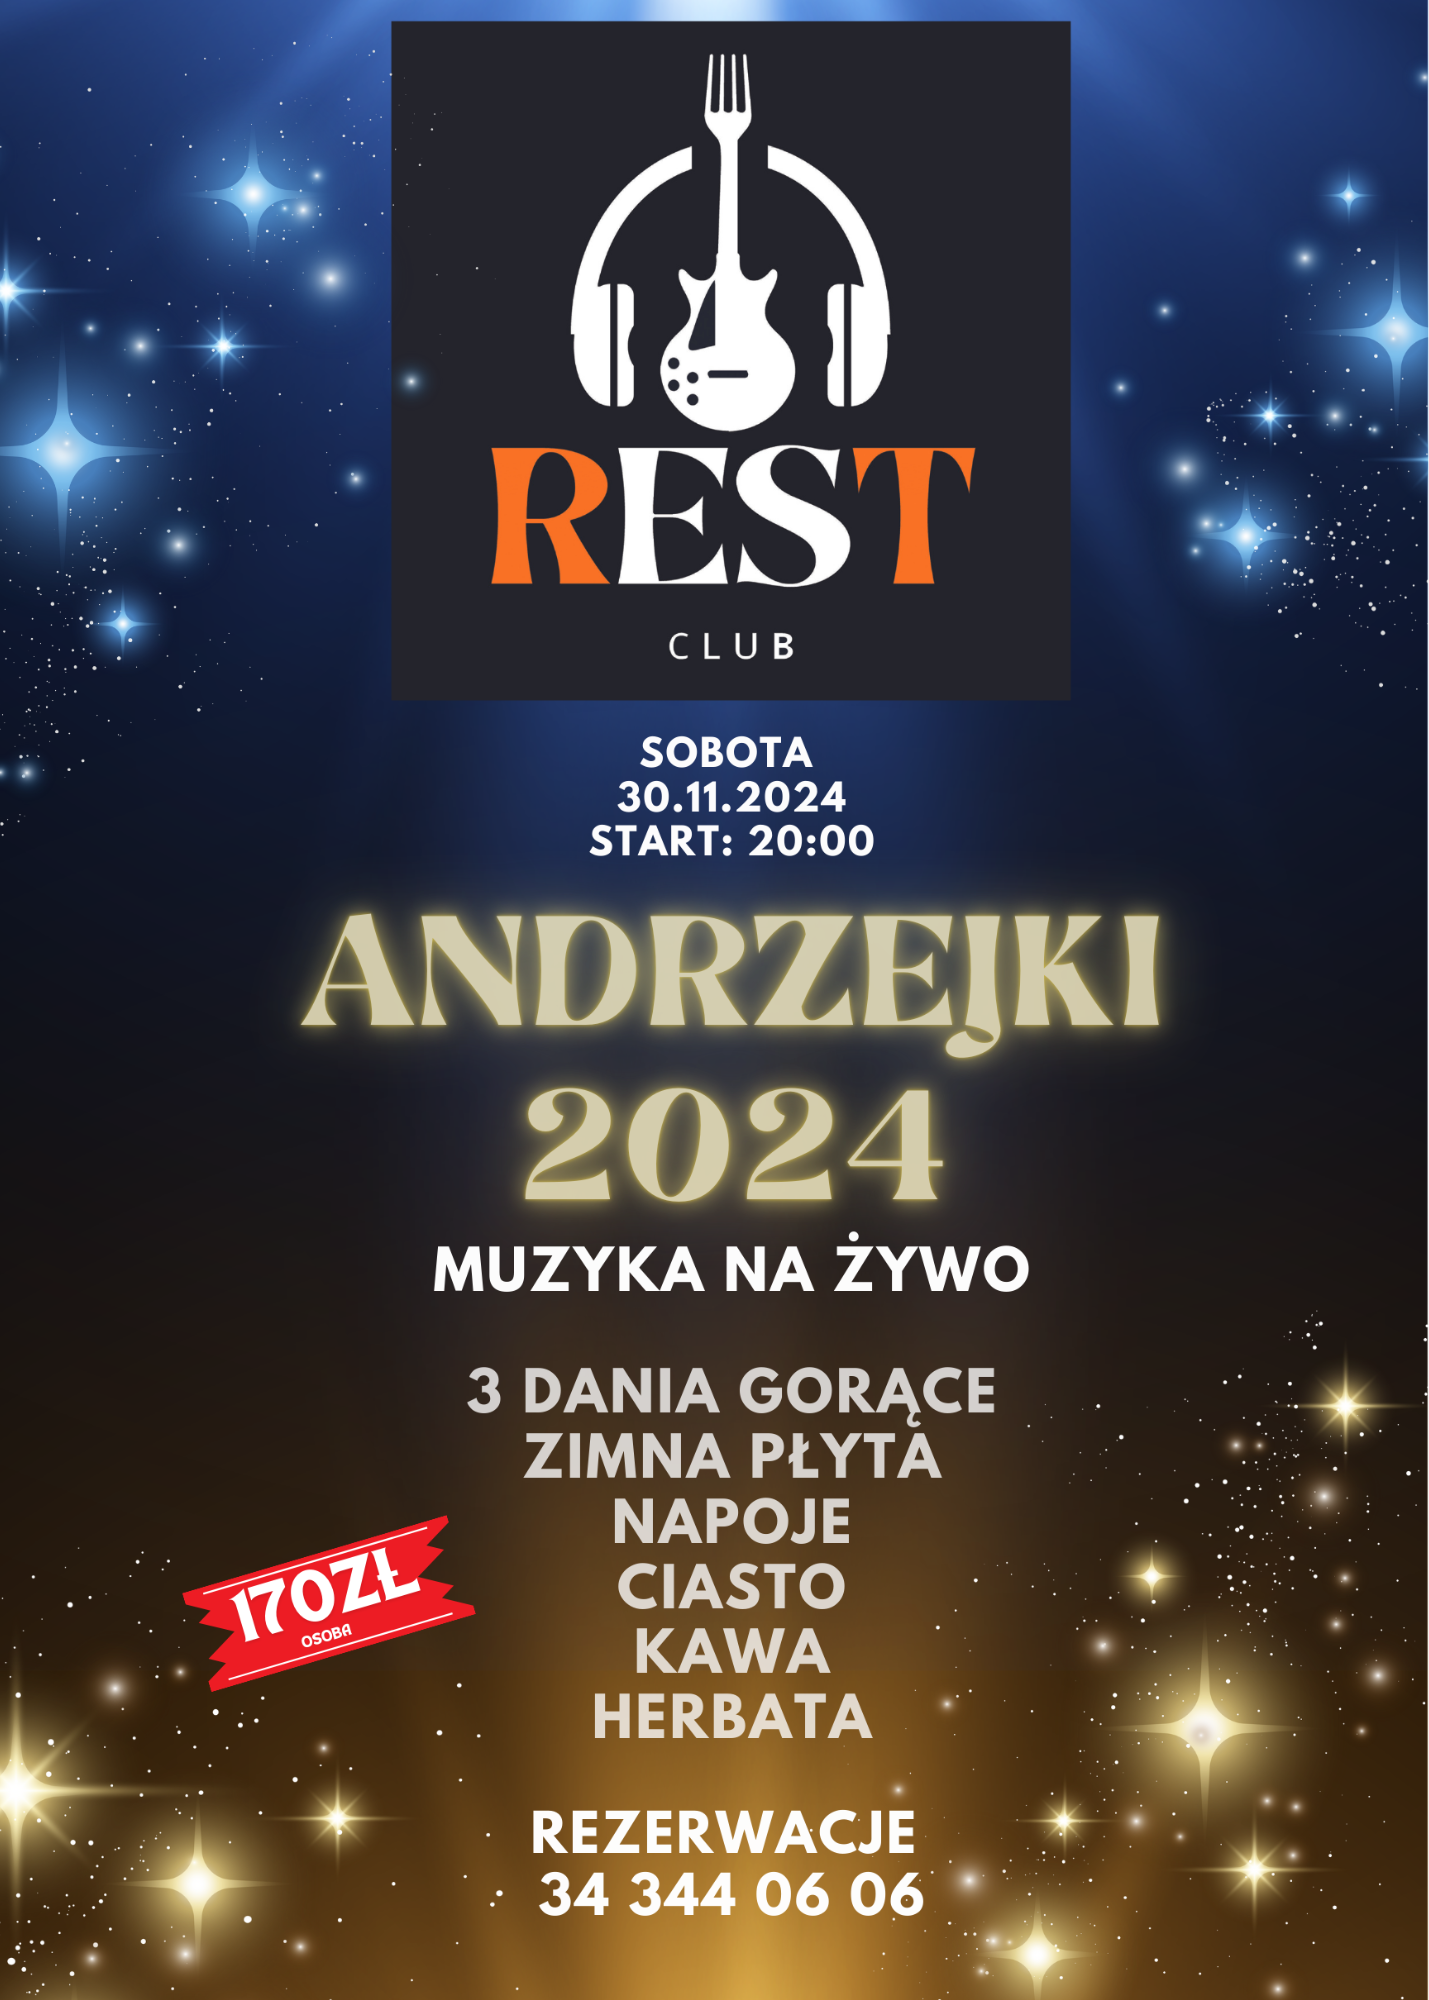 REST
CLUB
SOBOTA
30.11.2024
START: 20:00
ANDRZEJKI
2024
MUZYKA NA ŻYWO
3 DANIA GORĄCE
ZIMNA PŁYTA
NAPOJE
CIASTO
KAWA
HERBATA
170ZŁ
OSOBA
REZERWACJE
34 344 06 06